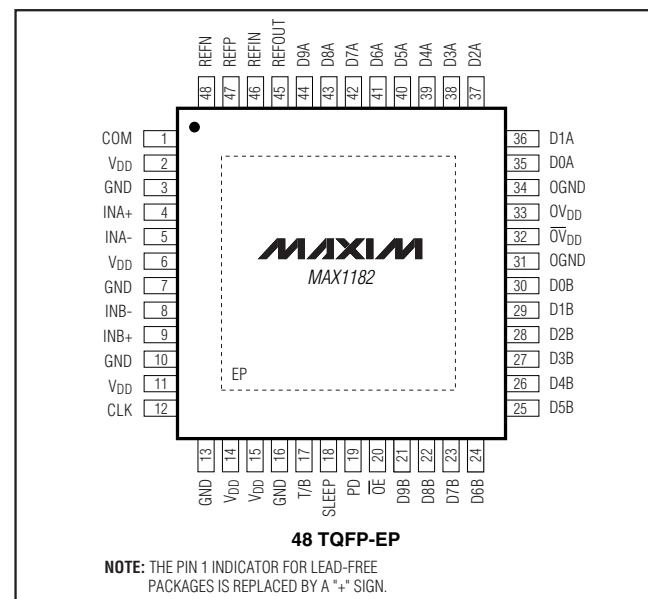 REFN REFP REFIN REFOUT D9A D8A D7A D6A D5A D4A D3A D2A
48 47 46 45 44 43 42 41 40 39 38 37
COM 1
VDD 2
GND 3
INA+ 4
INA- 5
VDD 6
GND 7
INB- 8
INB+ 9
GND 10
VDD 11
CLK 12
36 D1A
35 D0A
34 OGND
33 OVDD
32 O̅V̅DD
31 OGND
30 D0B
29 D1B
28 D2B
27 D3B
26 D4B
25 D5B
MAXIM
MAX1182
EP
13 14 15 16 17 18 19 20 21 22 23 24
GND VDD VDD GND T/B SLEEP PD O̅E̅ D9B D8B D7B D6B
48 TQFP-EP
NOTE: THE PIN 1 INDICATOR FOR LEAD-FREE
PACKAGES IS REPLACED BY A "+" SIGN.